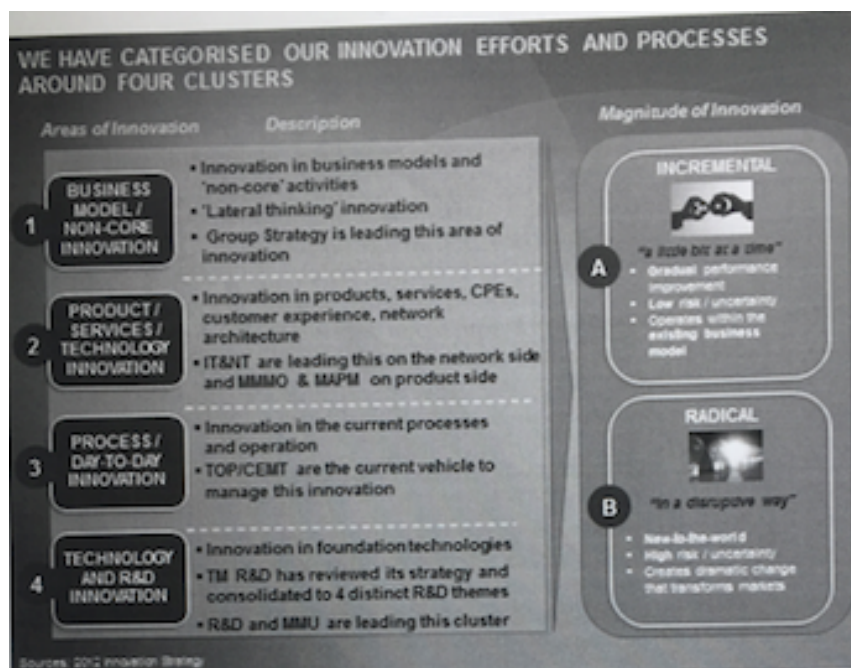 WE HAVE CATEGORISED OUR INNOVATION EFFORTS AND PROCESSES
AROUND FOUR CLUSTERS
Areas of Innovation
Description
Magnitude of Innovation
1
BUSINESS
MODEL /
NON-CORE
INNOVATION
• Innovation in business models and
'non-core' activities
• 'Lateral thinking' innovation
• Group Strategy is leading this area of
innovation
2
PRODUCT /
SERVICES /
TECHNOLOGY
INNOVATION
• Innovation in products, services, CPEs,
customer experience, network
architecture
• IT&NT are leading this on the network side
and MMMO & MAPM on product side
3
PROCESS /
DAY-TO-DAY
INNOVATION
• Innovation in the current processes
and operation
• TOP/CEMT are the current vehicle to
manage this innovation
4
TECHNOLOGY
AND R&D
INNOVATION
• Innovation in foundation technologies
• TM R&D has reviewed its strategy and
consolidated to 4 distinct R&D themes
• R&D and MMU are leading this cluster
A
INCREMENTAL
"a little bit at a time"
• Gradual performance
improvement
• Low risk / uncertainty
• Operates within the
existing business
model
B
RADICAL
"in a disruptive way"
• New-to-the-world
• High risk / uncertainty
• Creates dramatic change
that transforms markets
Sources: 2012 Innovation Strategy